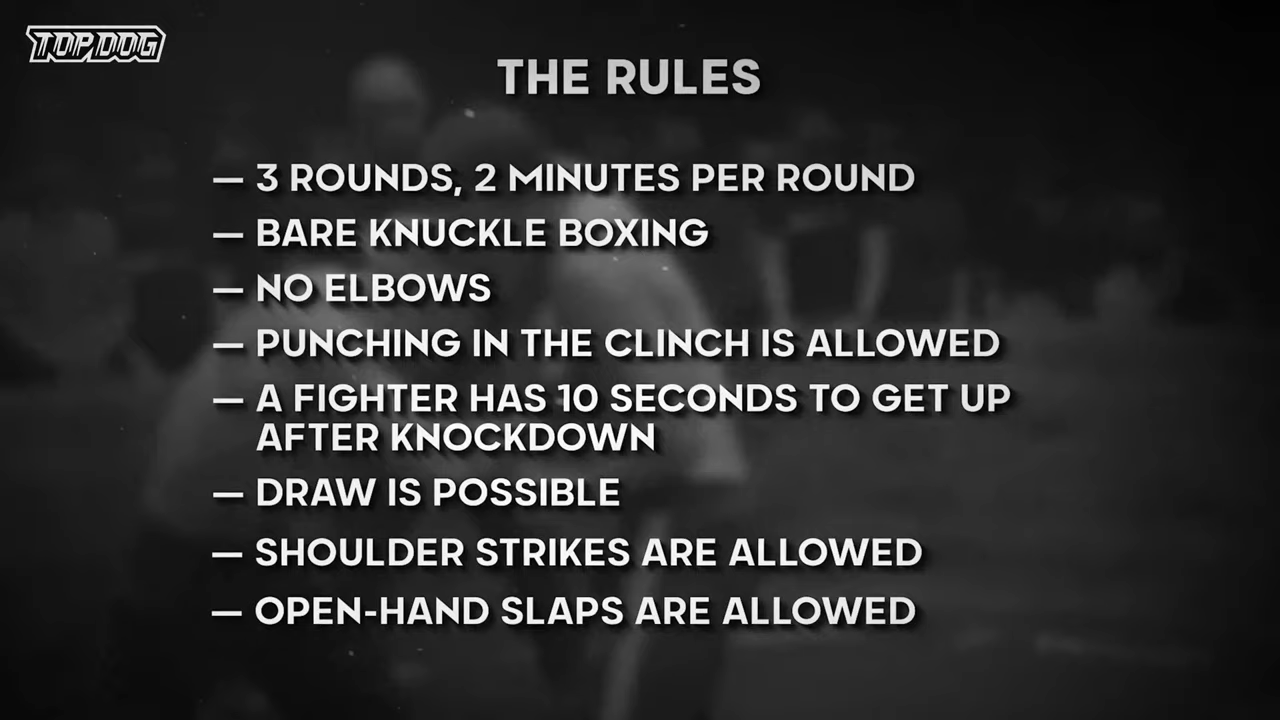 TOP DOG
THE RULES
— 3 ROUNDS, 2 MINUTES PER ROUND
— BARE KNUCKLE BOXING
— NO ELBOWS
— PUNCHING IN THE CLINCH IS ALLOWED
— A FIGHTER HAS 10 SECONDS TO GET UP
AFTER KNOCKDOWN
— DRAW IS POSSIBLE
— SHOULDER STRIKES ARE ALLOWED
— OPEN-HAND SLAPS ARE ALLOWED